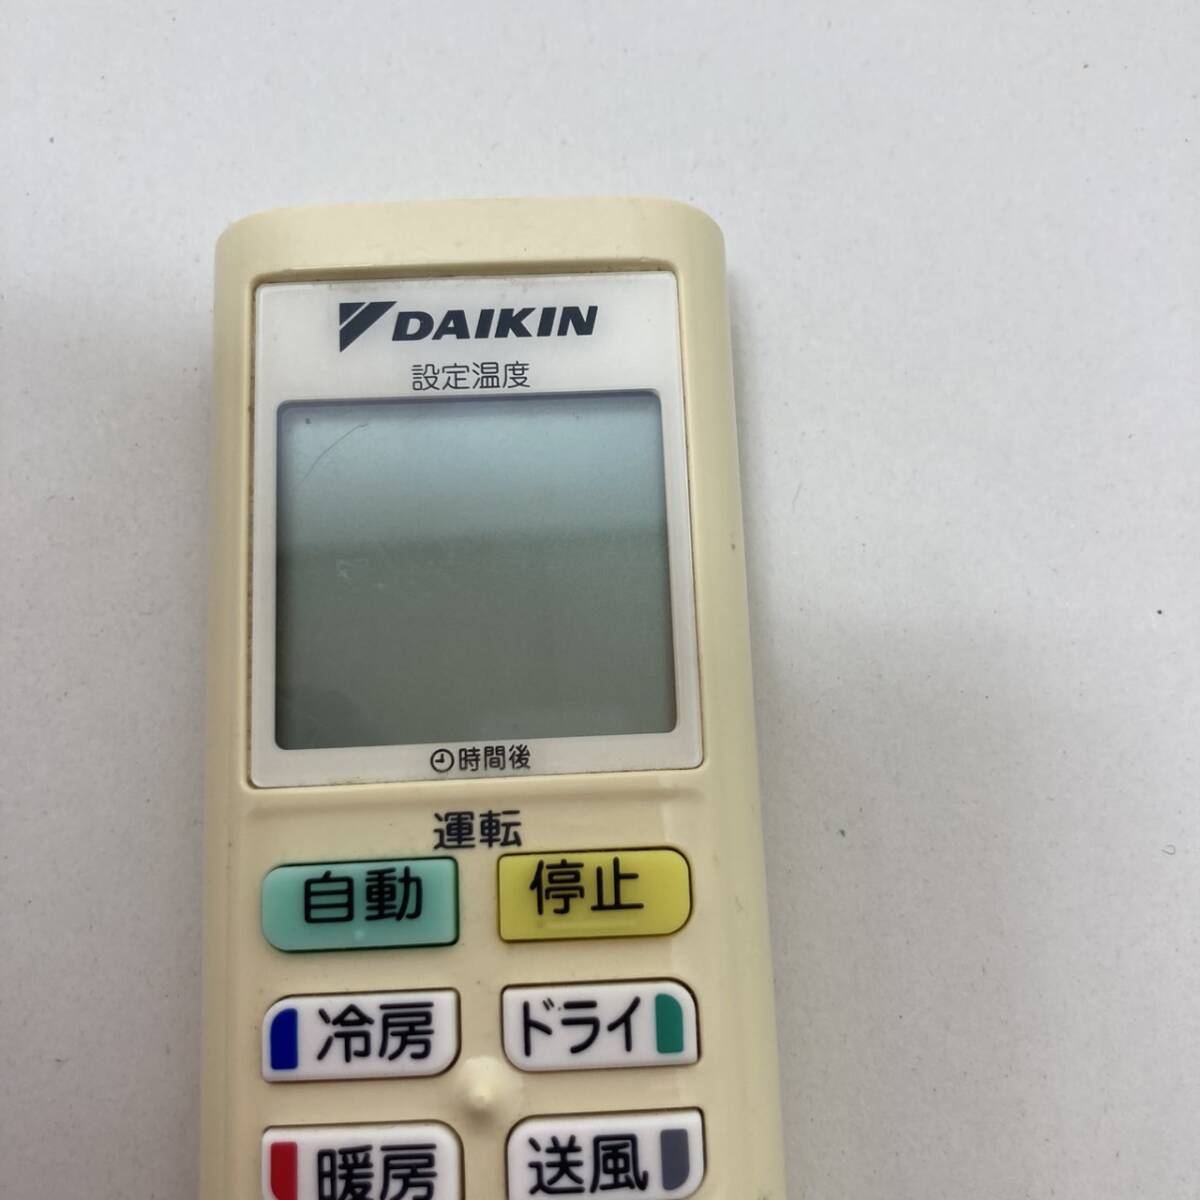 DAIKIN
設定温度
時間後
運転
自動 停止
冷房 ドライ
暖房 送風